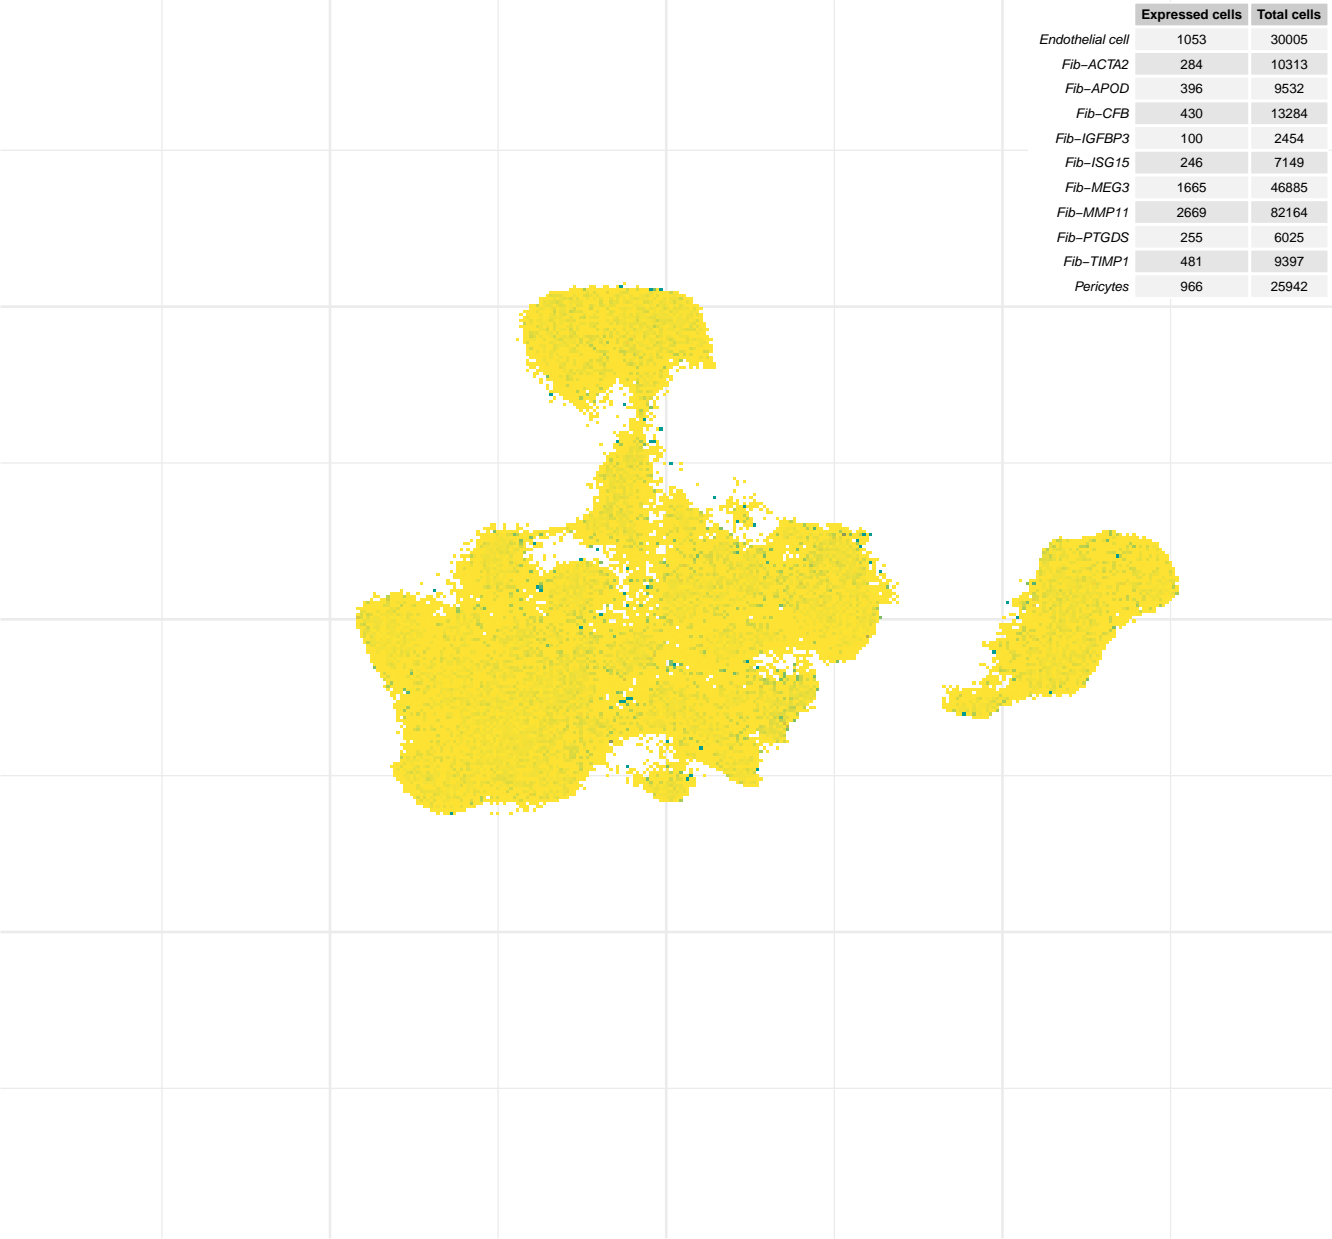 Expressed cells Total cells
Endothelial cell 1053 30005
Fib−ACTA2 284 10313
Fib−APOD 396 9532
Fib−CFB 430 13284
Fib−IGFBP3 100 2454
Fib−ISG15 246 7149
Fib−MEG3 1665 46885
Fib−MMP11 2669 82164
Fib−PTGDS 255 6025
Fib−TIMP1 481 9397
Pericytes 966 25942